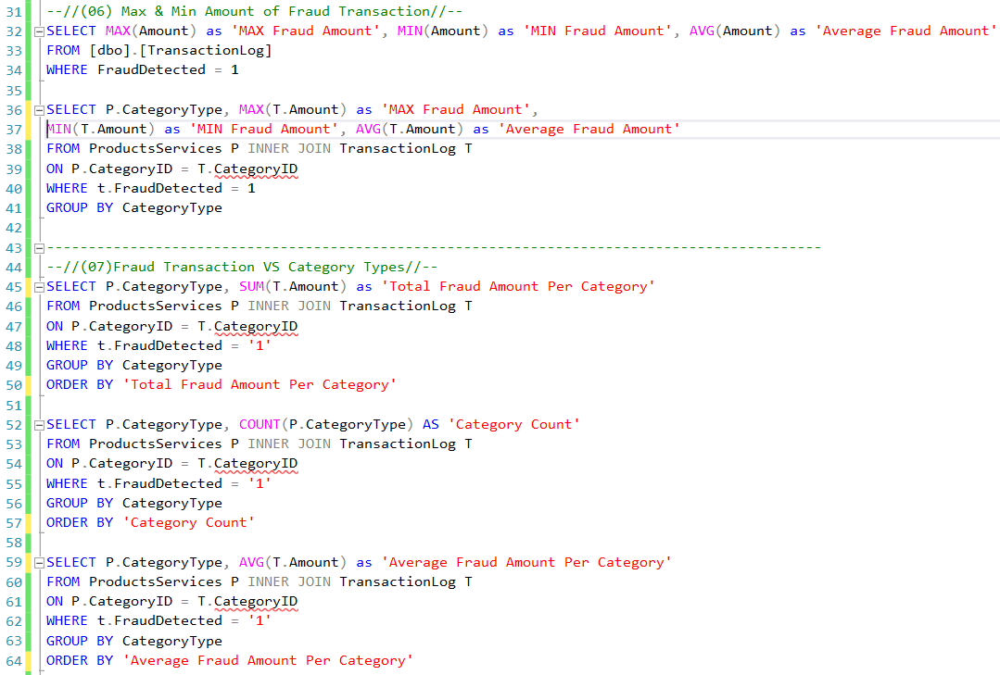 31 --//(06) Max & Min Amount of Fraud Transaction//--
32 SELECT MAX(Amount) as 'MAX Fraud Amount', MIN(Amount) as 'MIN Fraud Amount', AVG(Amount) as 'Average Fraud Amount'
33 FROM [dbo].[TransactionLog]
34 WHERE FraudDetected = 1
35
36 SELECT P.CategoryType, MAX(T.Amount) as 'MAX Fraud Amount',
37 MIN(T.Amount) as 'MIN Fraud Amount', AVG(T.Amount) as 'Average Fraud Amount'
38 FROM ProductsServices P INNER JOIN TransactionLog T
39 ON P.CategoryID = T.CategoryID
40 WHERE t.FraudDetected = 1
41 GROUP BY CategoryType
42
43 ---------------------------------------------------------------------------------------------
44 --//(07)Fraud Transaction VS Category Types//--
45 SELECT P.CategoryType, SUM(T.Amount) as 'Total Fraud Amount Per Category'
46 FROM ProductsServices P INNER JOIN TransactionLog T
47 ON P.CategoryID = T.CategoryID
48 WHERE t.FraudDetected = '1'
49 GROUP BY CategoryType
50 ORDER BY 'Total Fraud Amount Per Category'
51
52 SELECT P.CategoryType, COUNT(P.CategoryType) AS 'Category Count'
53 FROM ProductsServices P INNER JOIN TransactionLog T
54 ON P.CategoryID = T.CategoryID
55 WHERE t.FraudDetected = '1'
56 GROUP BY CategoryType
57 ORDER BY 'Category Count'
58
59 SELECT P.CategoryType, AVG(T.Amount) as 'Average Fraud Amount Per Category'
60 FROM ProductsServices P INNER JOIN TransactionLog T
61 ON P.CategoryID = T.CategoryID
62 WHERE t.FraudDetected = '1'
63 GROUP BY CategoryType
64 ORDER BY 'Average Fraud Amount Per Category'